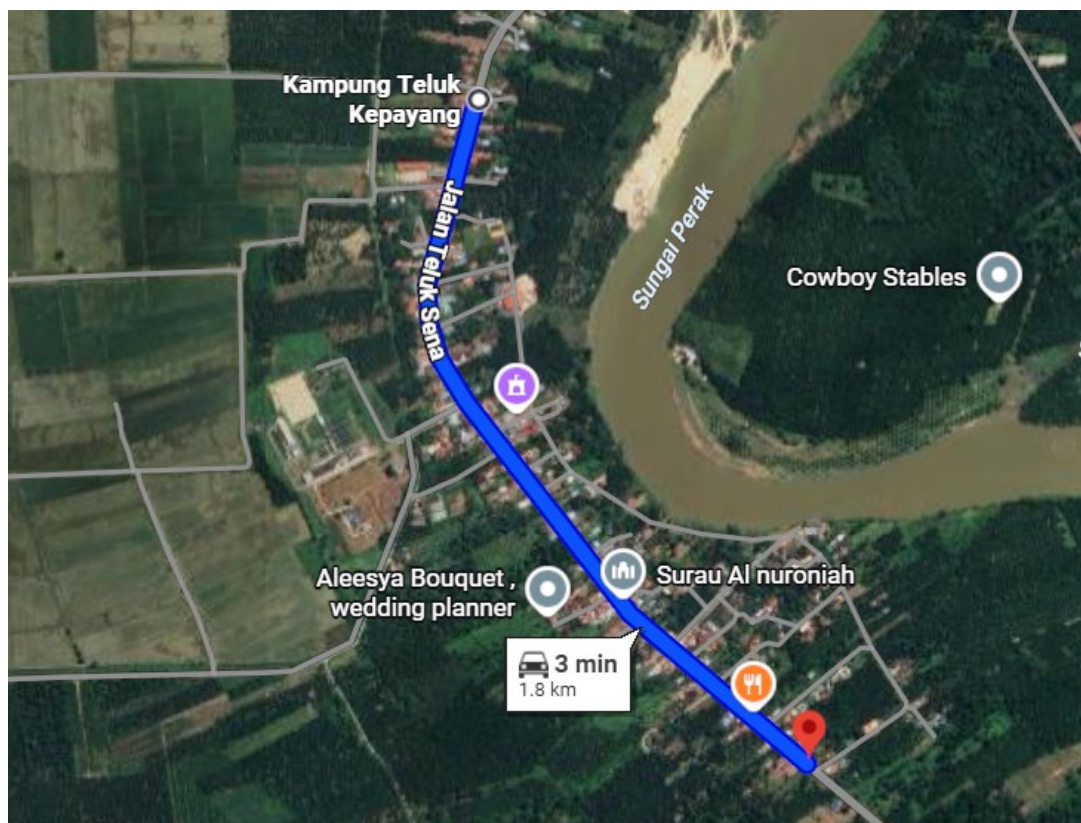 Kampung Teluk
Kepayang
Jalan Teluk Sena
Sungai Perak
Cowboy Stables
Aleesya Bouquet ,
wedding planner
Surau Al nuroniah
3 min
1.8 km